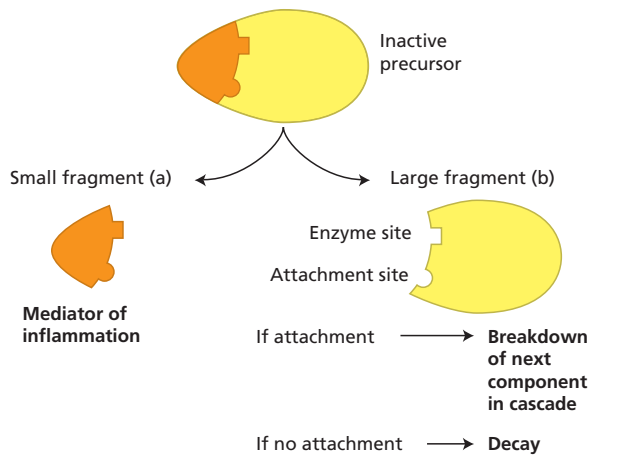 Inactive
precursor
Small fragment (a)
Large fragment (b)
Enzyme site
Attachment site
Mediator of
inflammation
If attachment
Breakdown
of next
component
in cascade
If no attachment
Decay